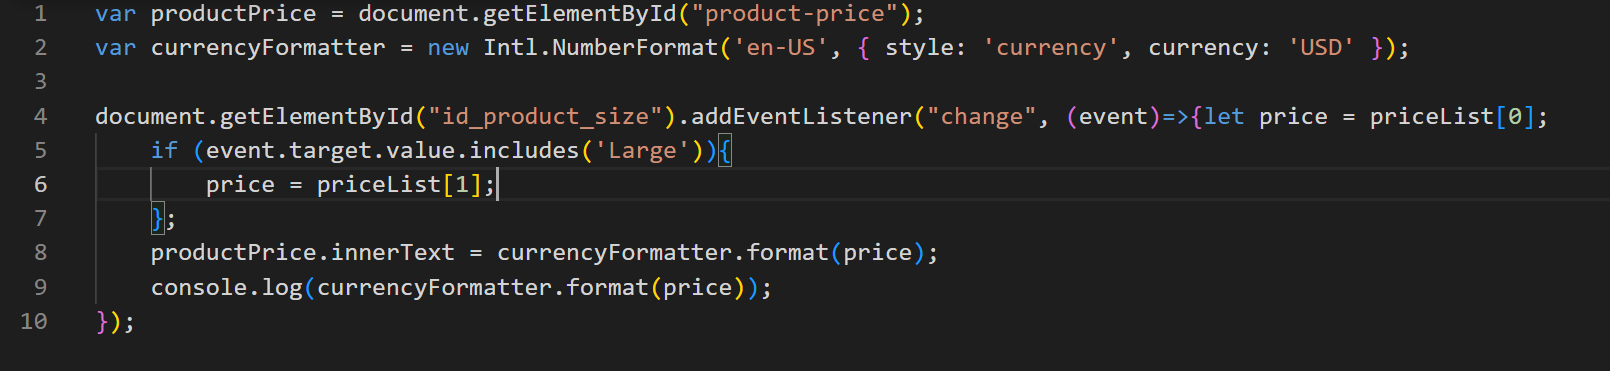 1 var productPrice = document.getElementById("product-price");
2 var currencyFormatter = new Intl.NumberFormat('en-US', { style: 'currency', currency: 'USD' });
3
4 document.getElementById("id_product_size").addEventListener("change", (event)=>{let price = priceList[0];
5     if (event.target.value.includes('Large')){
6         price = priceList[1];
7     };
8     productPrice.innerText = currencyFormatter.format(price);
9     console.log(currencyFormatter.format(price));
10 });